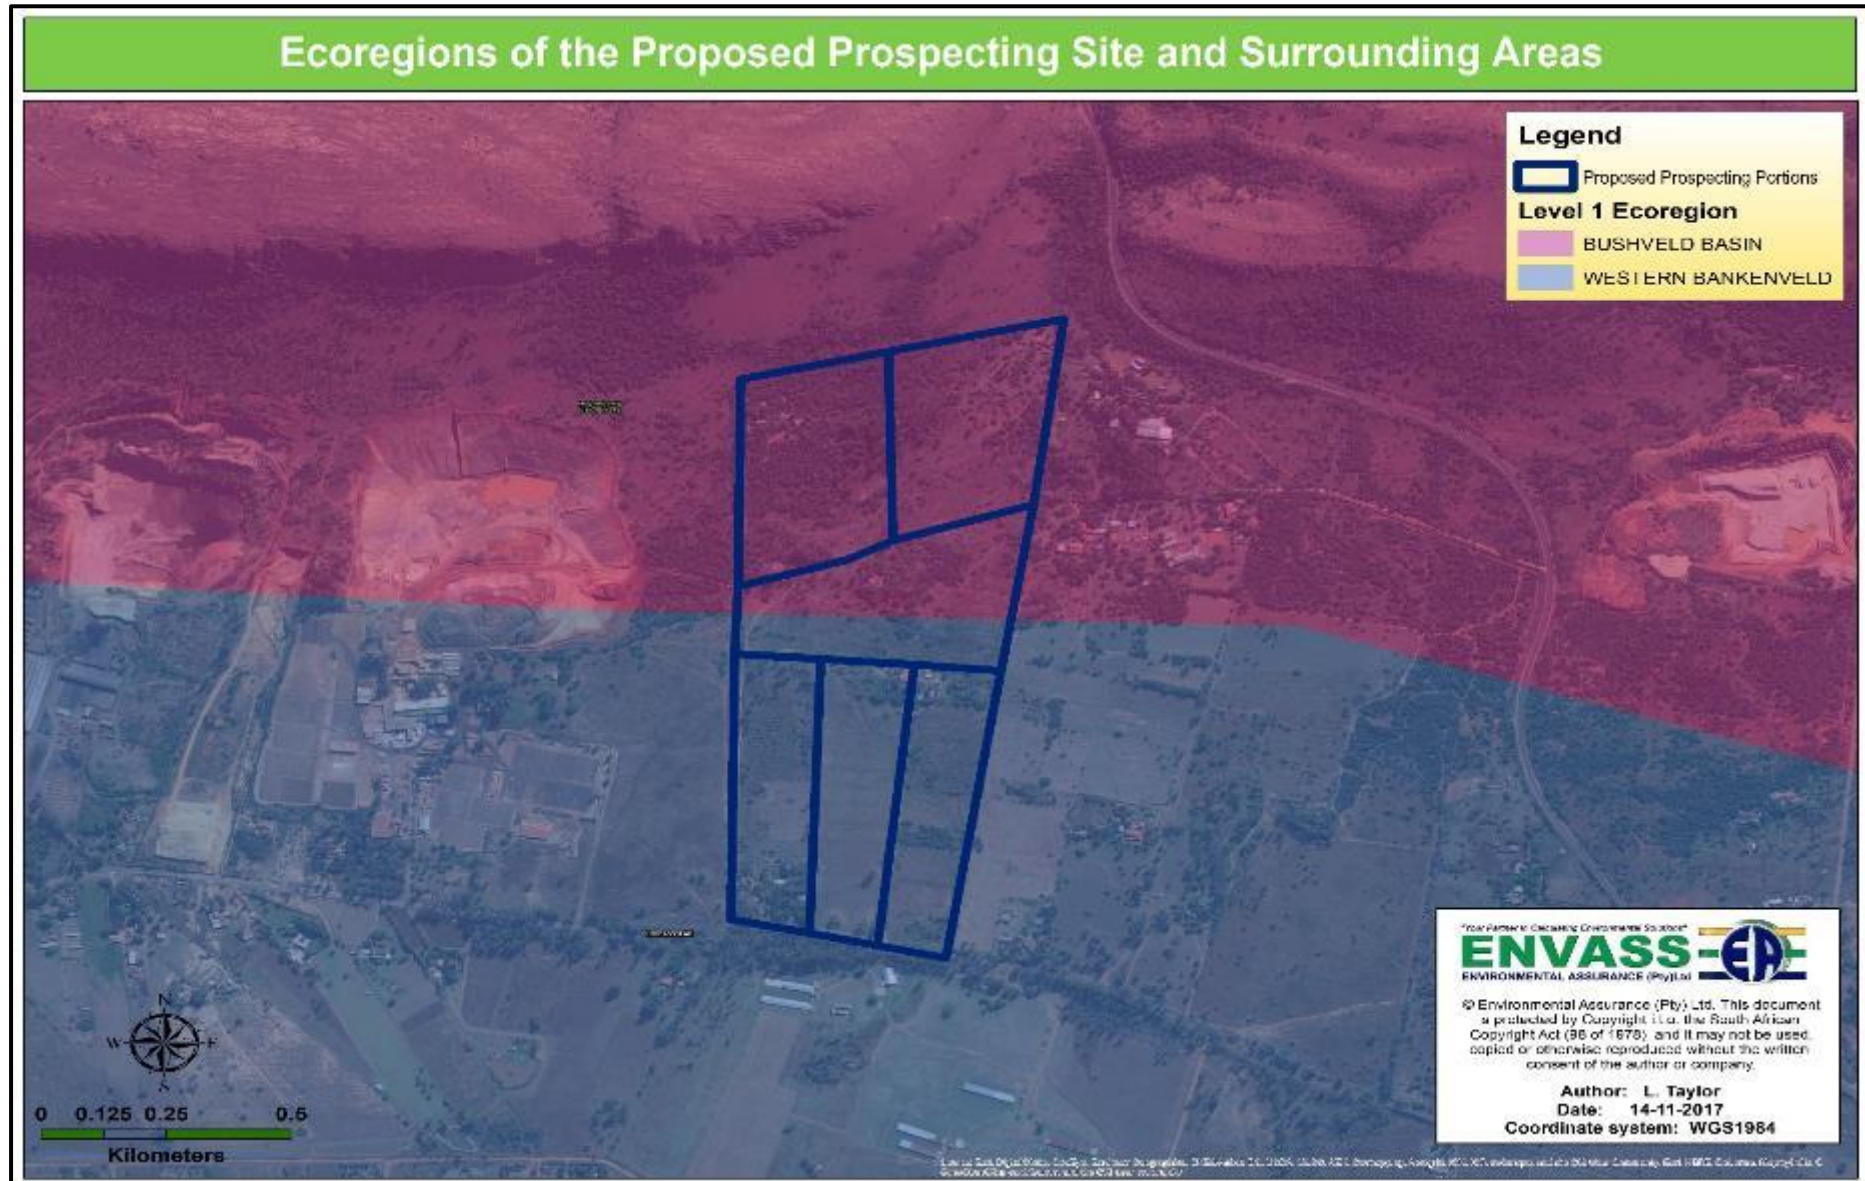 Ecoregions of the Proposed Prospecting Site and Surrounding Areas
Legend
Proposed Prospecting Portions
Level 1 Ecoregion
BUSHVELD BASIN
WESTERN BANKENVELD
N
W E
S
0 0.125 0.25 0.5
Kilometers
ENVASS EA
ENVIRONMENTAL ASSURANCE (Pty)Ltd
© Environmental Assurance (Pty) Ltd. This document
is protected by Copyright i.t.o. the South African
Copyright Act (98 of 1978) and it may not be used,
copied or otherwise reproduced without the written
consent of the author or company.
Author: L. Taylor
Date: 14-11-2017
Coordinate system: WGS1984